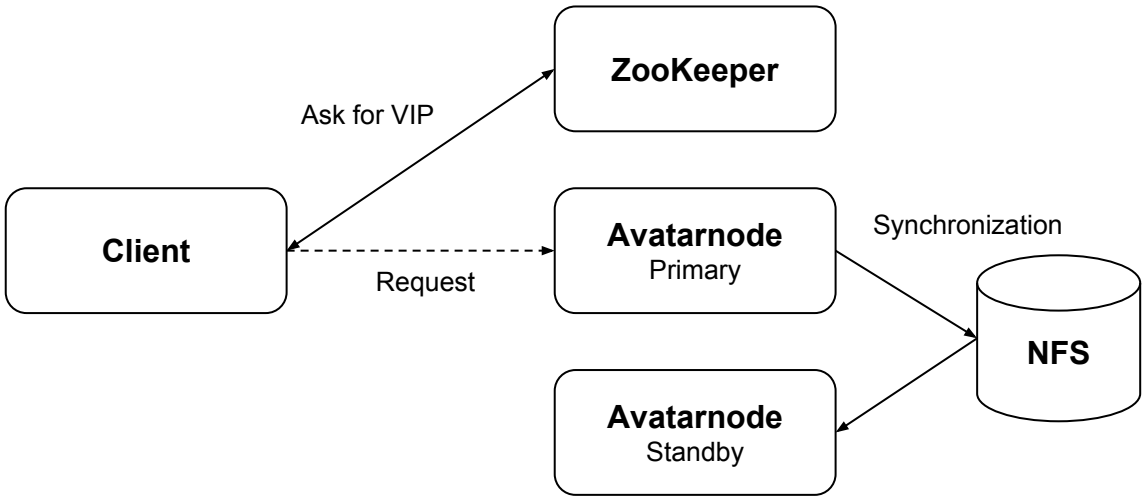 ZooKeeper
Ask for VIP
Client
Request
Avatarnode
Primary
Synchronization
NFS
Avatarnode
Standby